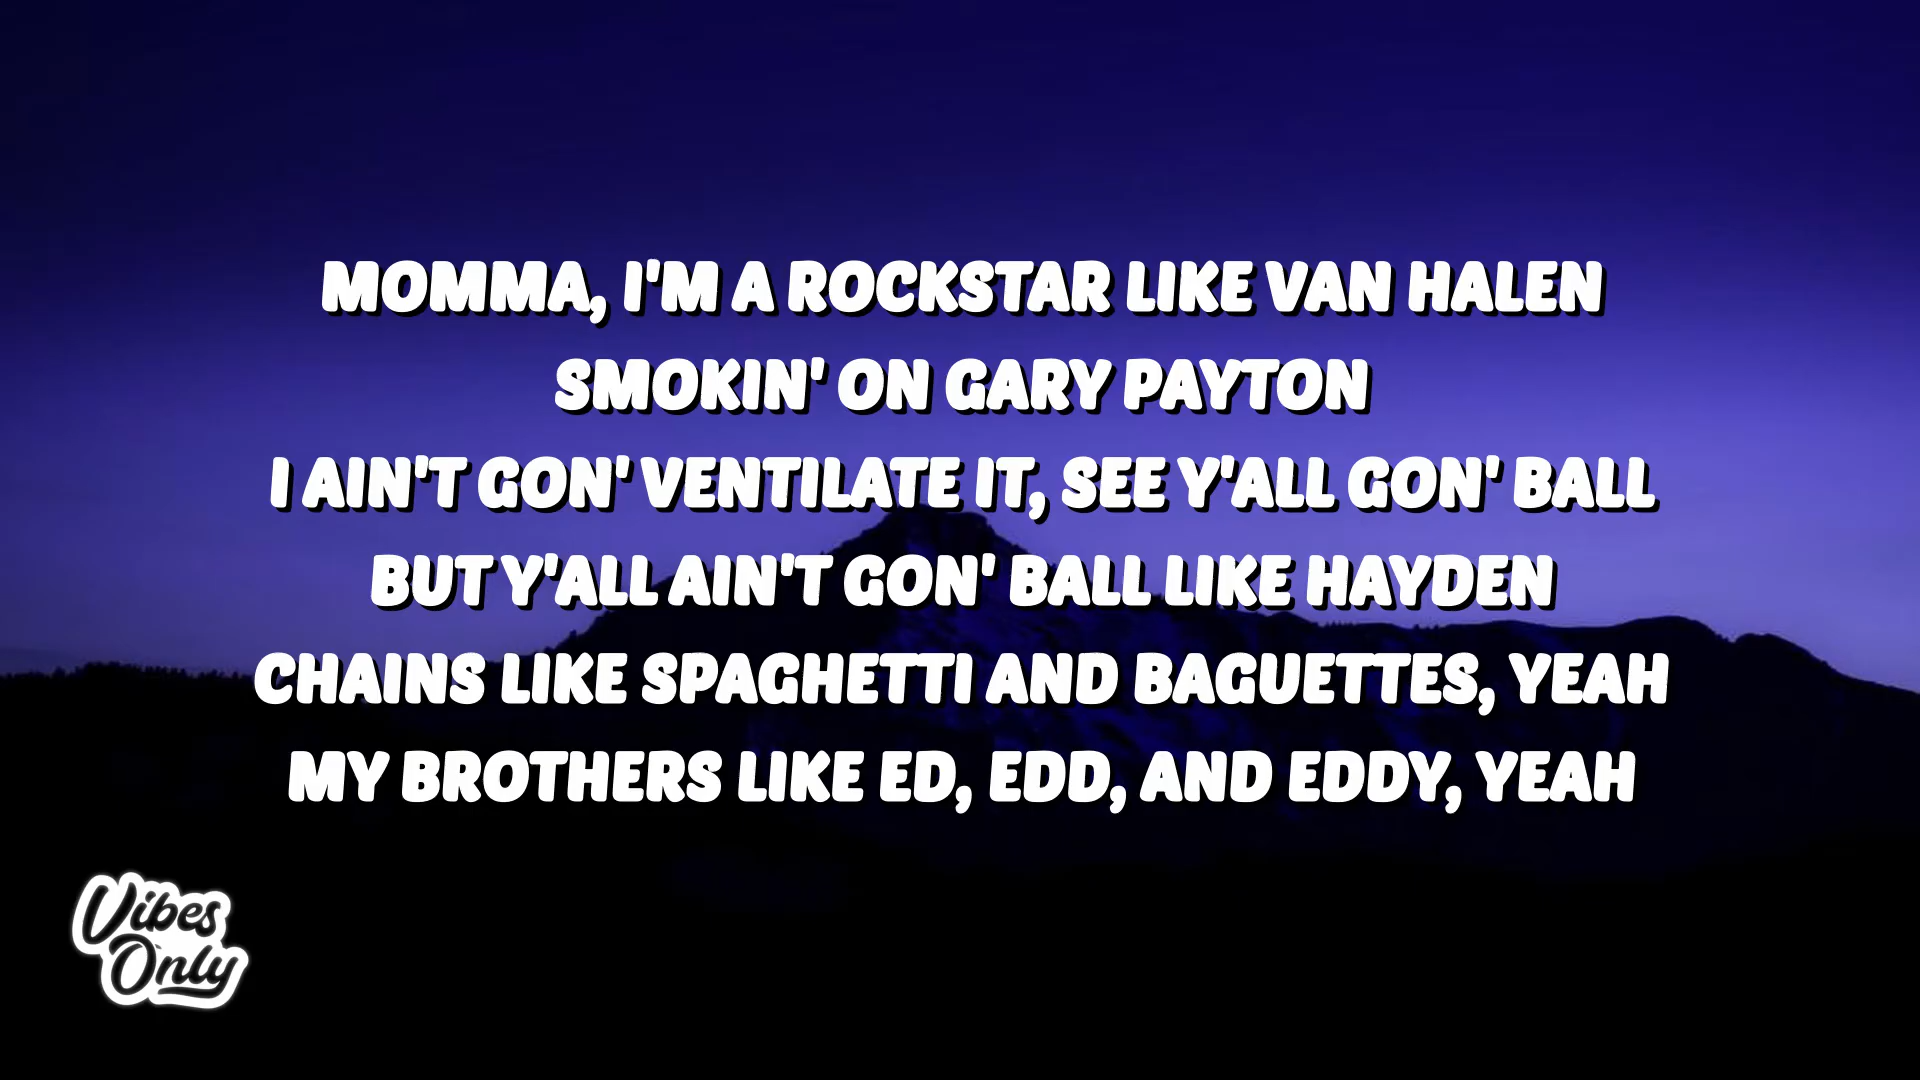 MOMMA, I'M A ROCKSTAR LIKE VAN HALEN
SMOKIN' ON GARY PAYTON
I AIN'T GON' VENTILATE IT, SEE Y'ALL GON' BALL
BUT Y'ALL AIN'T GON' BALL LIKE HAYDEN
CHAINS LIKE SPAGHETTI AND BAGUETTES, YEAH
MY BROTHERS LIKE ED, EDD, AND EDDY, YEAH
Vibes
Only